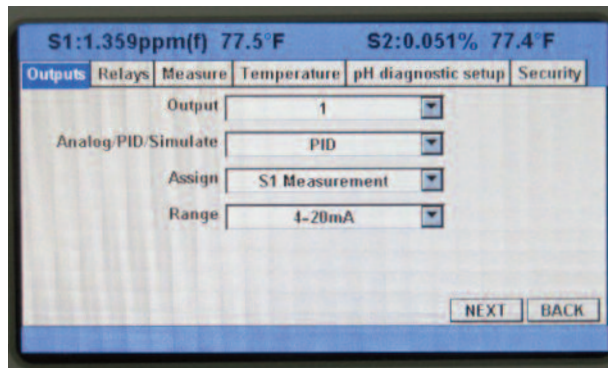 S1:1.359ppm(f) 77.5°F S2:0.051% 77.4°F
Outputs Relays Measure Temperature pH diagnostic setup Security
Output 1
Analog/PID/Simulate PID
Assign S1 Measurement
Range 4-20mA
NEXT BACK